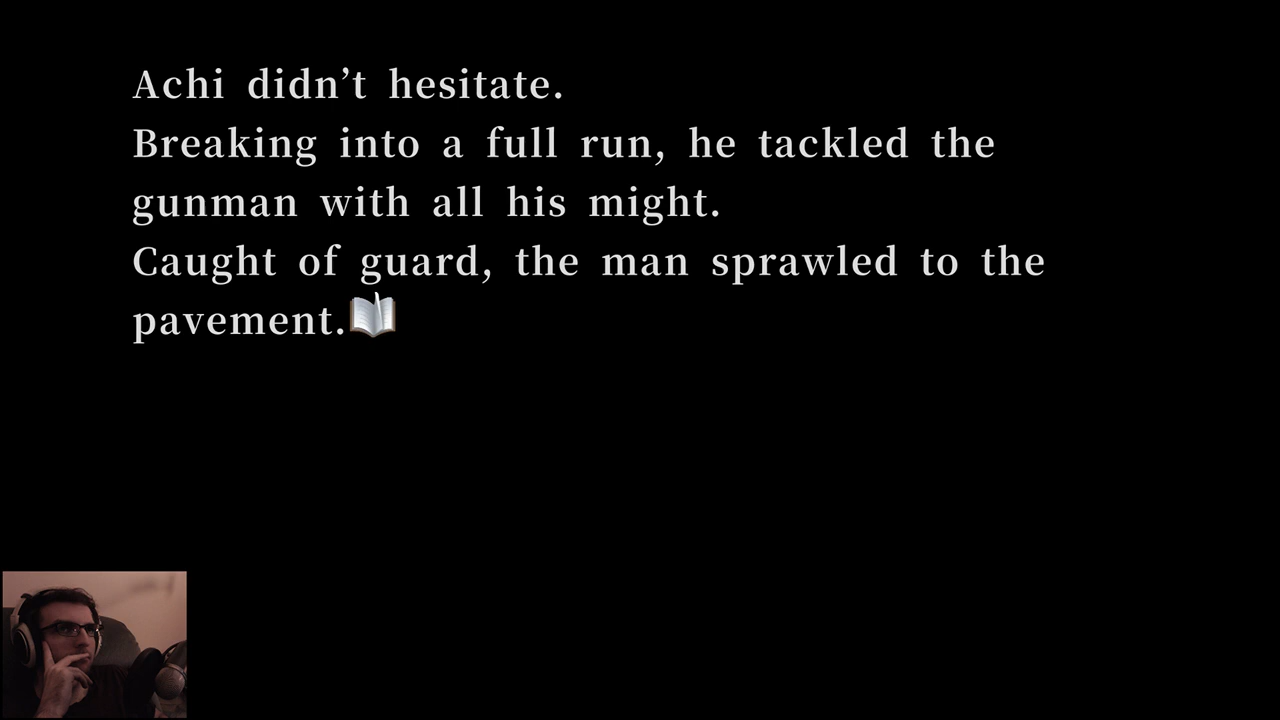 Achi didn’t hesitate.
Breaking into a full run, he tackled the
gunman with all his might.
Caught of guard, the man sprawled to the
pavement.